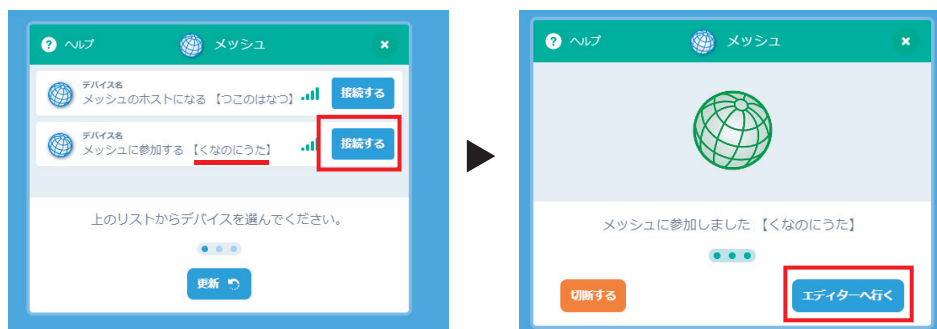 ヘルプ
メッシュ
デバイス名
メッシュのホストになる 【つこのはなつ】
接続する
デバイス名
メッシュに参加する 【くなのにうた】
接続する
上のリストからデバイスを選んでください。
更新
ヘルプ
メッシュ
メッシュに参加しました 【くなのにうた】
切断する
エディターへ行く